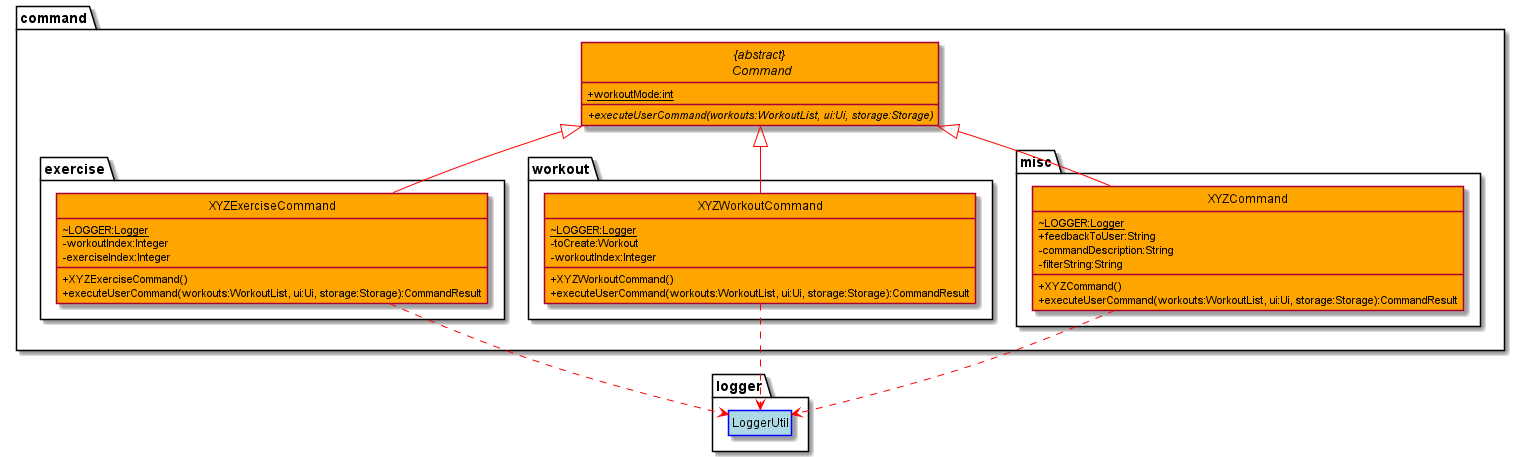 command
{abstract}
Command
+workoutMode:int
+executeUserCommand(workouts:WorkoutList, ui:Ui, storage:Storage)
exercise
XYZExerciseCommand
~LOGGER:Logger
-workoutIndex:Integer
-exerciseIndex:Integer
+XYZExerciseCommand()
+executeUserCommand(workouts:WorkoutList, ui:Ui, storage:Storage):CommandResult
workout
XYZWorkoutCommand
~LOGGER:Logger
-toCreate:Workout
-workoutIndex:Integer
+XYZWorkoutCommand()
+executeUserCommand(workouts:WorkoutList, ui:Ui, storage:Storage):CommandResult
misc
XYZCommand
~LOGGER:Logger
+feedbackToUser:String
-commandDescription:String
-filterString:String
+XYZCommand()
+executeUserCommand(workouts:WorkoutList, ui:Ui, storage:Storage):CommandResult
logger
LoggerUtil